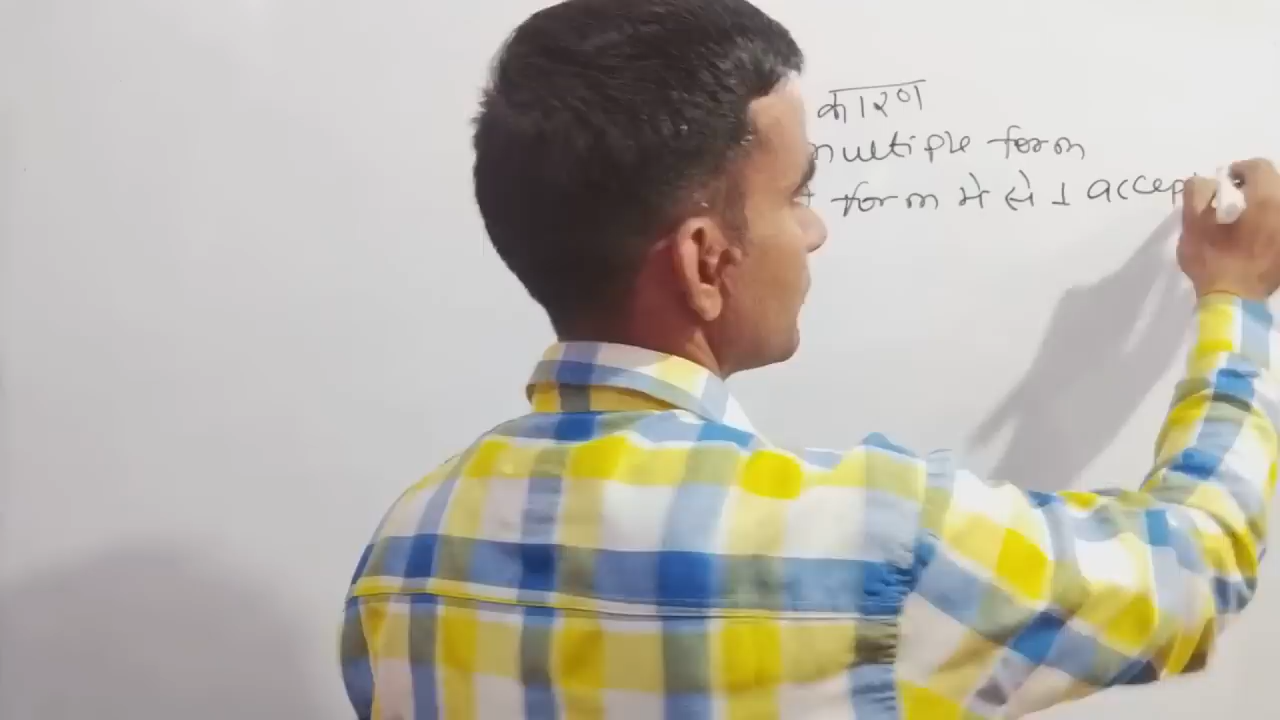 कारण
multiple form
form मे से 1 accep